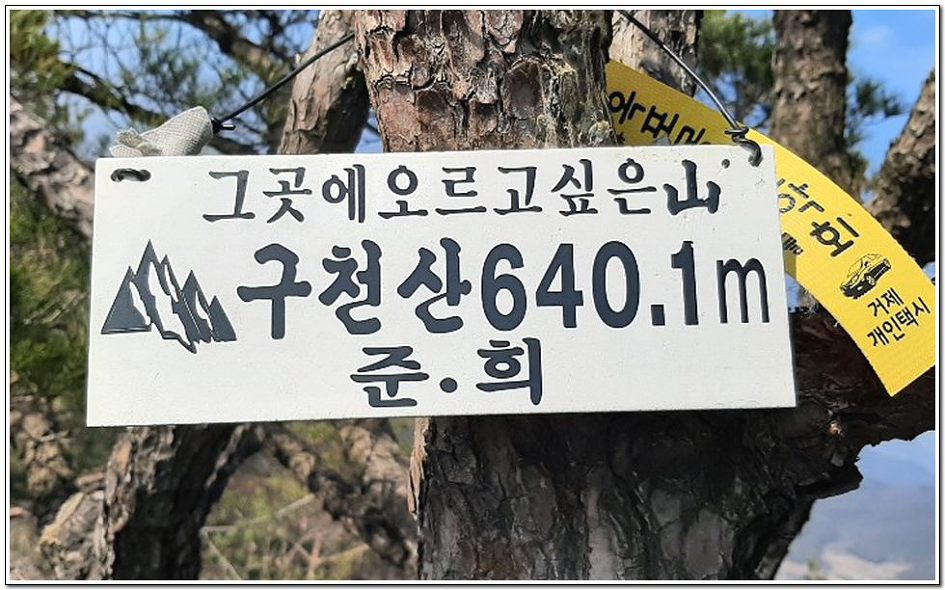 그곳에오르고싶은山
구천산640.1m
준.희
회
거제
개인택시